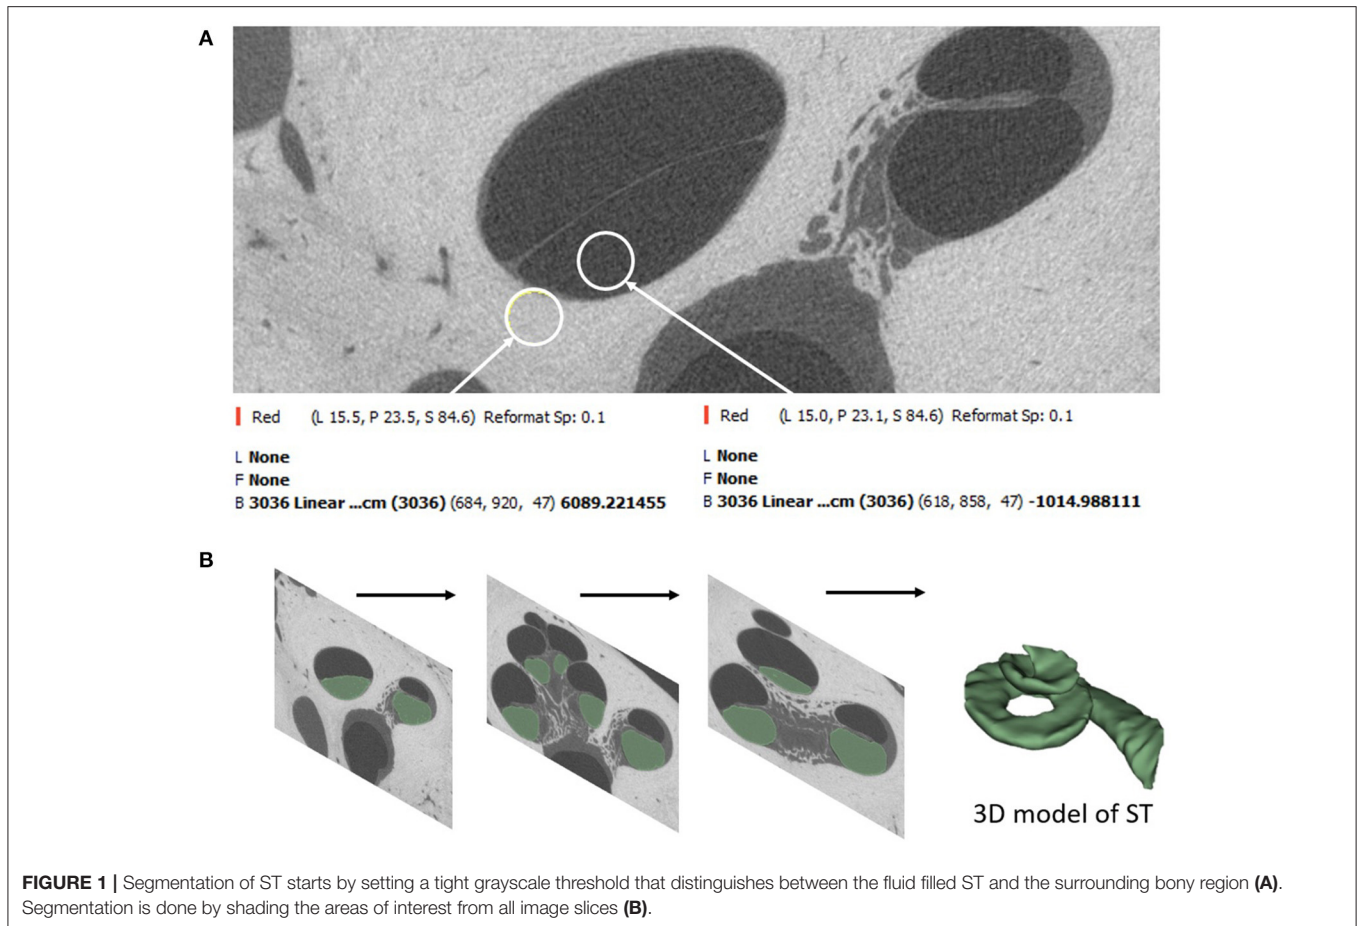 A
Red (L 15.5, P 23.5, S 84.6) Reformat Sp: 0.1
L None
F None
B 3036 Linear ...cm (3036) (684, 920, 47) 6089.221455
Red (L 15.0, P 23.1, S 84.6) Reformat Sp: 0.1
L None
F None
B 3036 Linear ...cm (3036) (618, 858, 47) -1014.988111
B
3D model of ST
FIGURE 1 | Segmentation of ST starts by setting a tight grayscale threshold that distinguishes between the fluid filled ST and the surrounding bony region (A).
Segmentation is done by shading the areas of interest from all image slices (B).